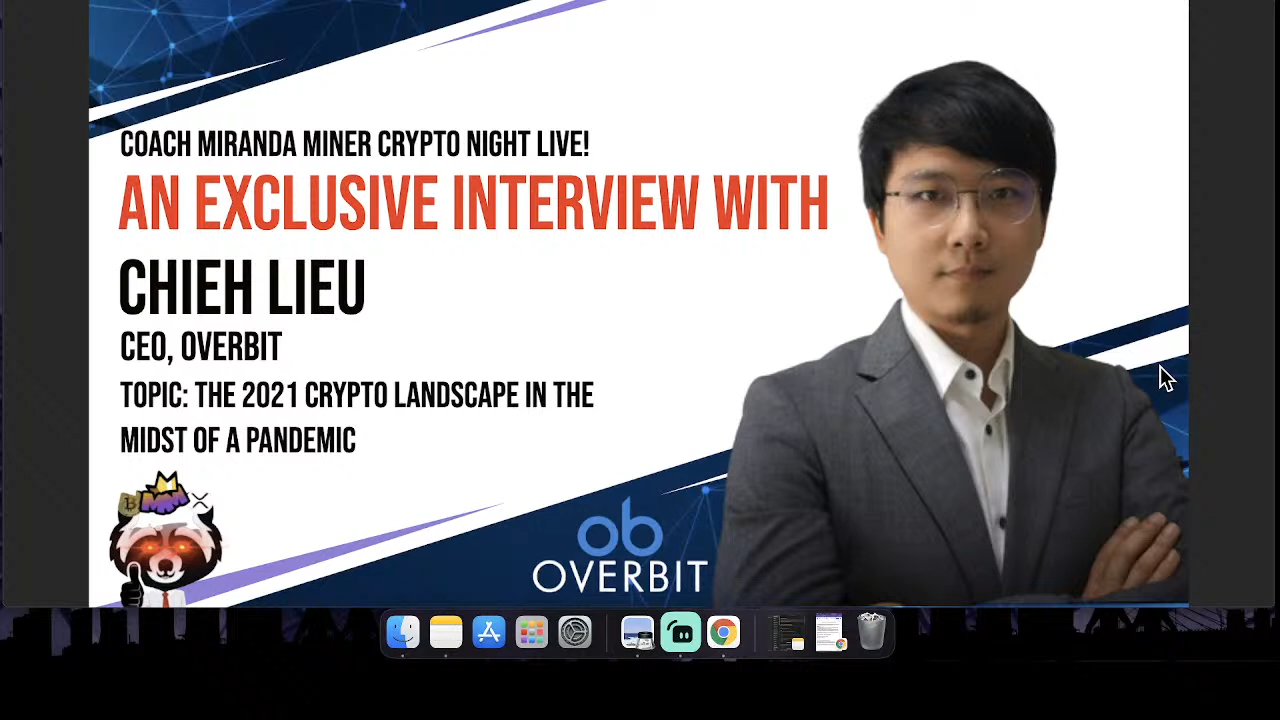 COACH MIRANDA MINER CRYPTO NIGHT LIVE!
AN EXCLUSIVE INTERVIEW WITH
CHIEH LIEU
CEO, OVERBIT
TOPIC: THE 2021 CRYPTO LANDSCAPE IN THE
MIDST OF A PANDEMIC
ob
OVERBIT